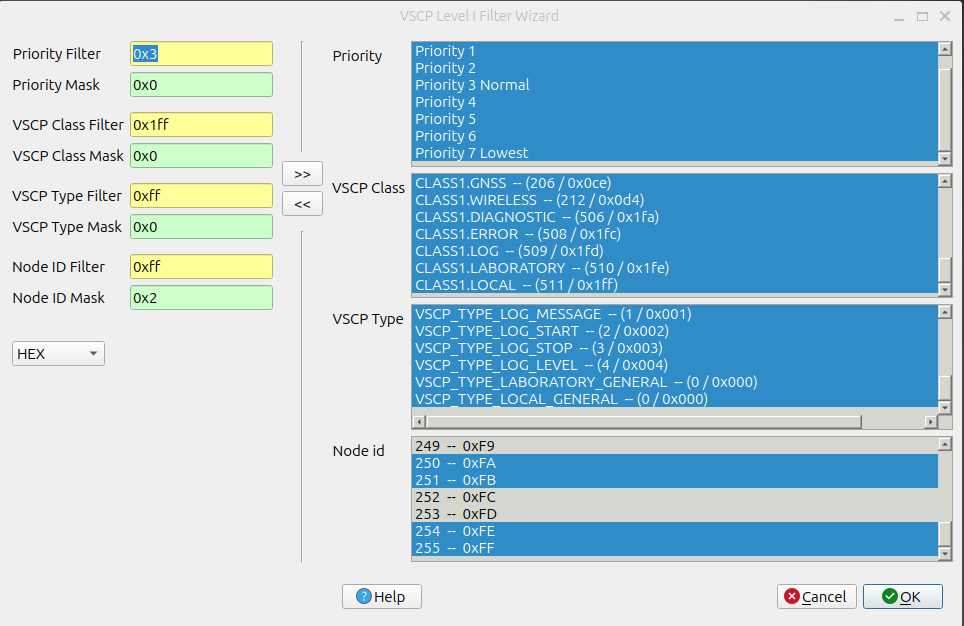 VSCP Level I Filter Wizard
Priority Filter 0x3
Priority Mask 0x0
VSCP Class Filter 0x1ff
VSCP Class Mask 0x0
VSCP Type Filter 0xff
VSCP Type Mask 0x0
Node ID Filter 0xff
Node ID Mask 0x2
HEX
>>
<<
Priority
Priority 1
Priority 2
Priority 3 Normal
Priority 4
Priority 5
Priority 6
Priority 7 Lowest
VSCP Class
CLASS1.GNSS -- (206 / 0x0ce)
CLASS1.WIRELESS -- (212 / 0x0d4)
CLASS1.DIAGNOSTIC -- (506 / 0x1fa)
CLASS1.ERROR -- (508 / 0x1fc)
CLASS1.LOG -- (509 / 0x1fd)
CLASS1.LABORATORY -- (510 / 0x1fe)
CLASS1.LOCAL -- (511 / 0x1ff)
VSCP Type
VSCP_TYPE_LOG_MESSAGE -- (1 / 0x001)
VSCP_TYPE_LOG_START -- (2 / 0x002)
VSCP_TYPE_LOG_STOP -- (3 / 0x003)
VSCP_TYPE_LOG_LEVEL -- (4 / 0x004)
VSCP_TYPE_LABORATORY_GENERAL -- (0 / 0x000)
VSCP_TYPE_LOCAL_GENERAL -- (0 / 0x000)
Node id
249 -- 0xF9
250 -- 0xFA
251 -- 0xFB
252 -- 0xFC
253 -- 0xFD
254 -- 0xFE
255 -- 0xFF
? Help
Cancel
OK